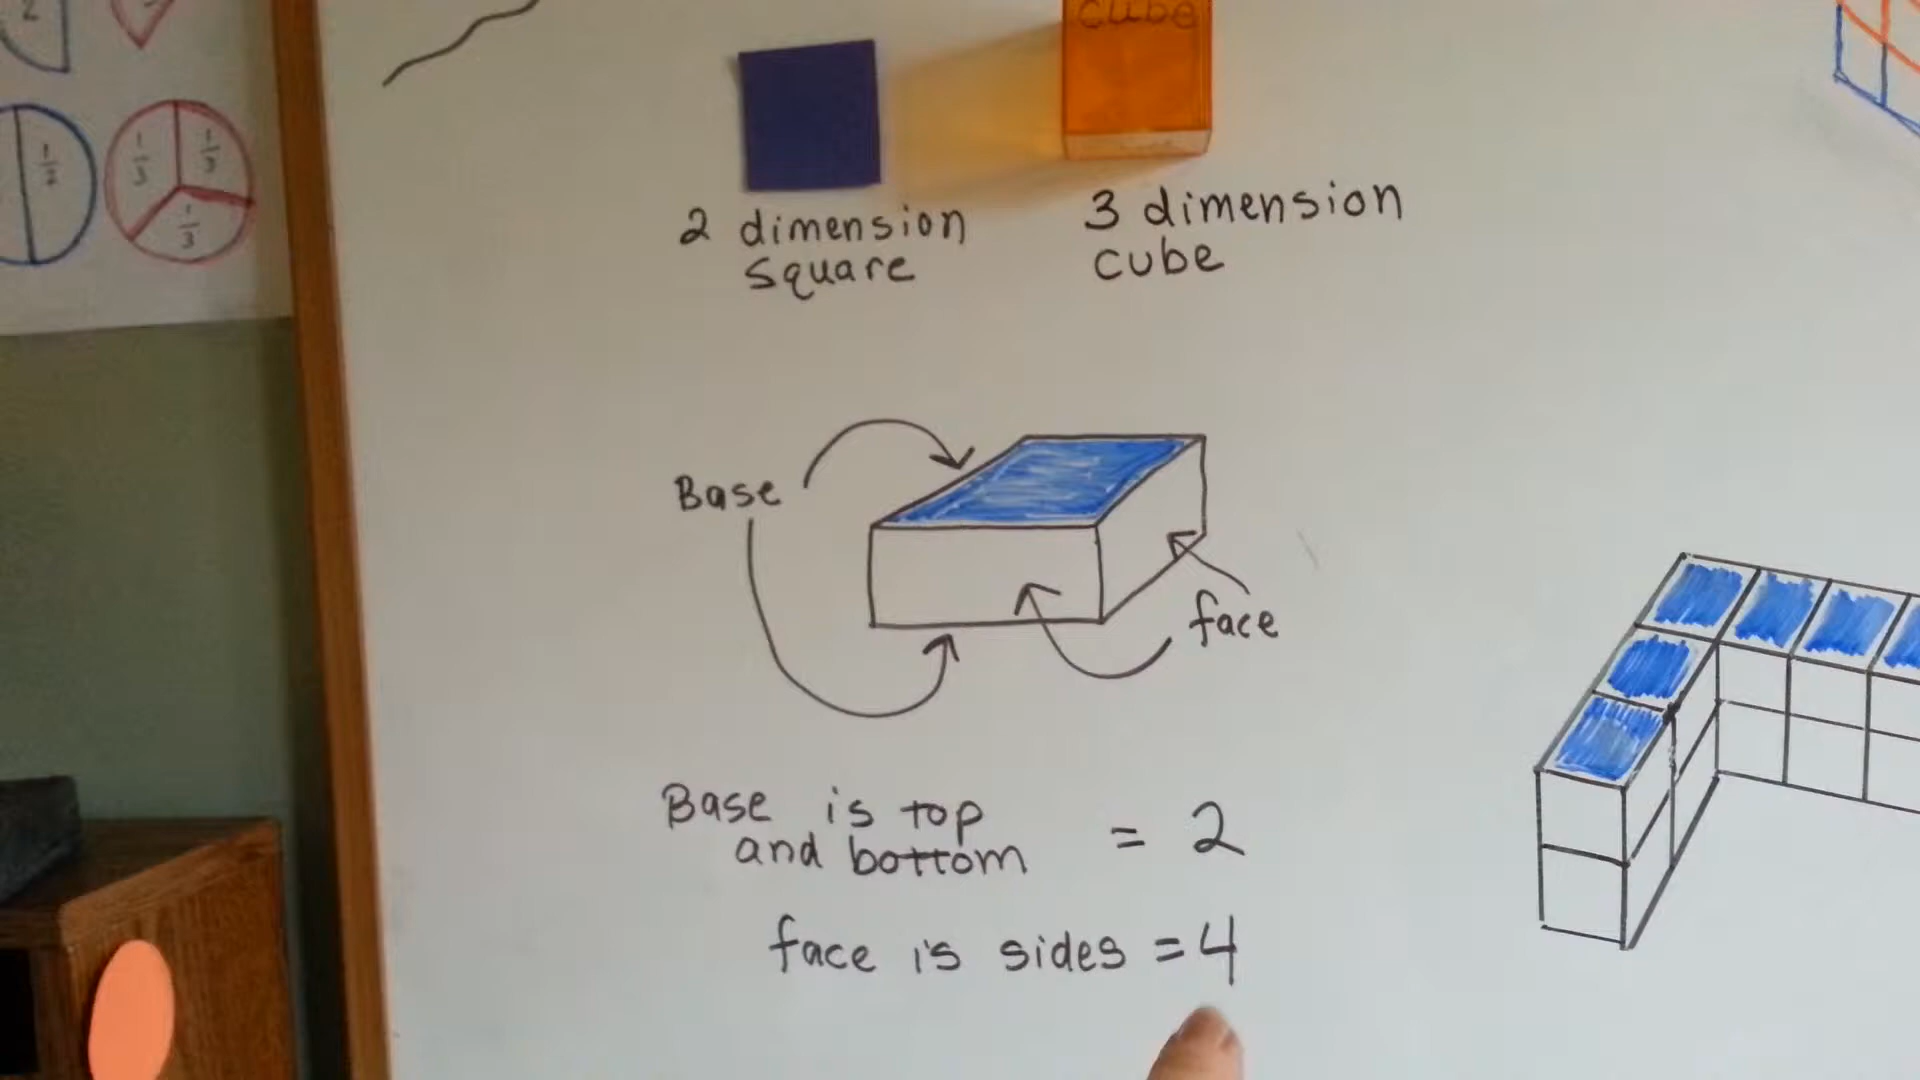 2
1/2
1/3
1/3
1/3
cube
2 dimension
square
3 dimension
cube
Base
face
Base is top
and bottom = 2
face is sides = 4